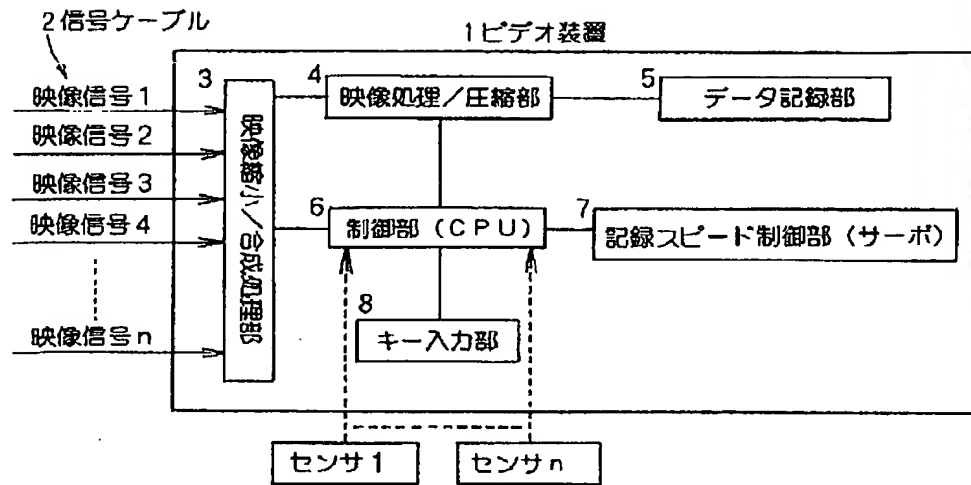 2信号ケーブル
1ビデオ装置
映像信号1
映像信号2
映像信号3
映像信号4
映像信号n
3
映像縮小/合成処理部
4
映像処理/圧縮部
5
データ記録部
6
制御部(CPU)
7
記録スピード制御部(サーボ)
8
キー入力部
センサ1
センサn